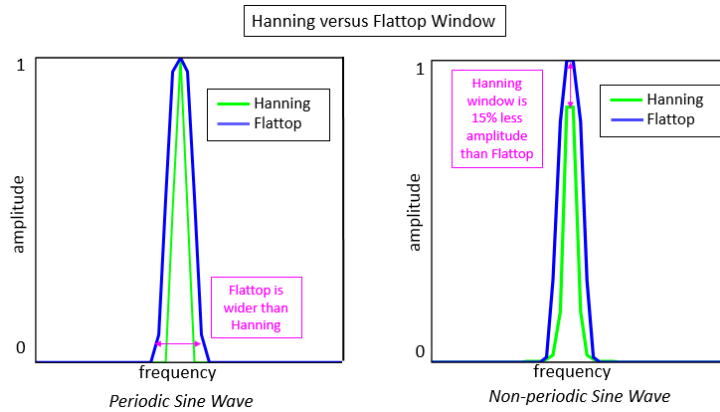 Hanning versus Flattop Window
1
Hanning
Flattop
amplitude
Flattop is
wider than
Hanning
0
frequency
Periodic Sine Wave
1
Hanning
window is
15% less
amplitude
than Flattop
Hanning
Flattop
amplitude
0
frequency
Non-periodic Sine Wave